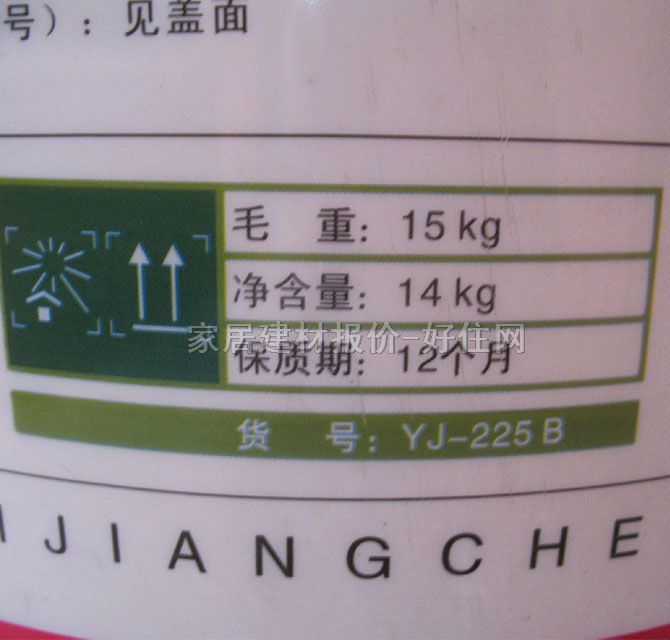 号）：见盖面
毛　重：15 kg
净含量：14 kg
家居建材报价-好住网
保质期：12个月
货　号：YJ-225 B
JIANGCHE